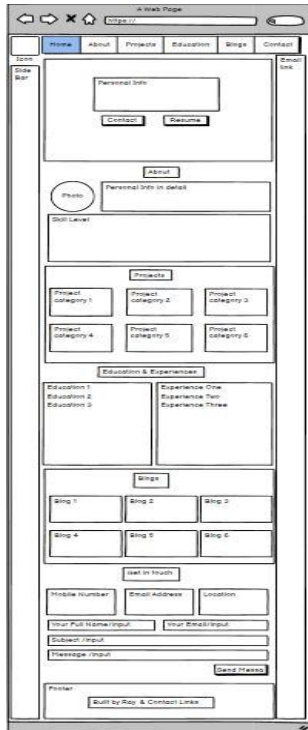 A Web Page
https://
Home About Projects Education Blogs Contact
Icon
Side
Bar
Email
link
Personal Info
Contact Resume
About
Photo
Personal Info in detail
Skill Level
Projects
Project
category 1
Project
category 2
Project
category 3
Project
category 4
Project
category 5
Project
category 6
Education & Experiences
Education 1
Education 2
Education 3
Experience One
Experience Two
Experience Three
Blogs
Blog 1 Blog 2 Blog 3
Blog 4 Blog 5 Blog 6
Get in touch
Mobile Number Email Address Location
Your Full Name/input Your Email/input
Subject /input
Message /input
Send Messa
Footer
Built by Ray & Contact Links